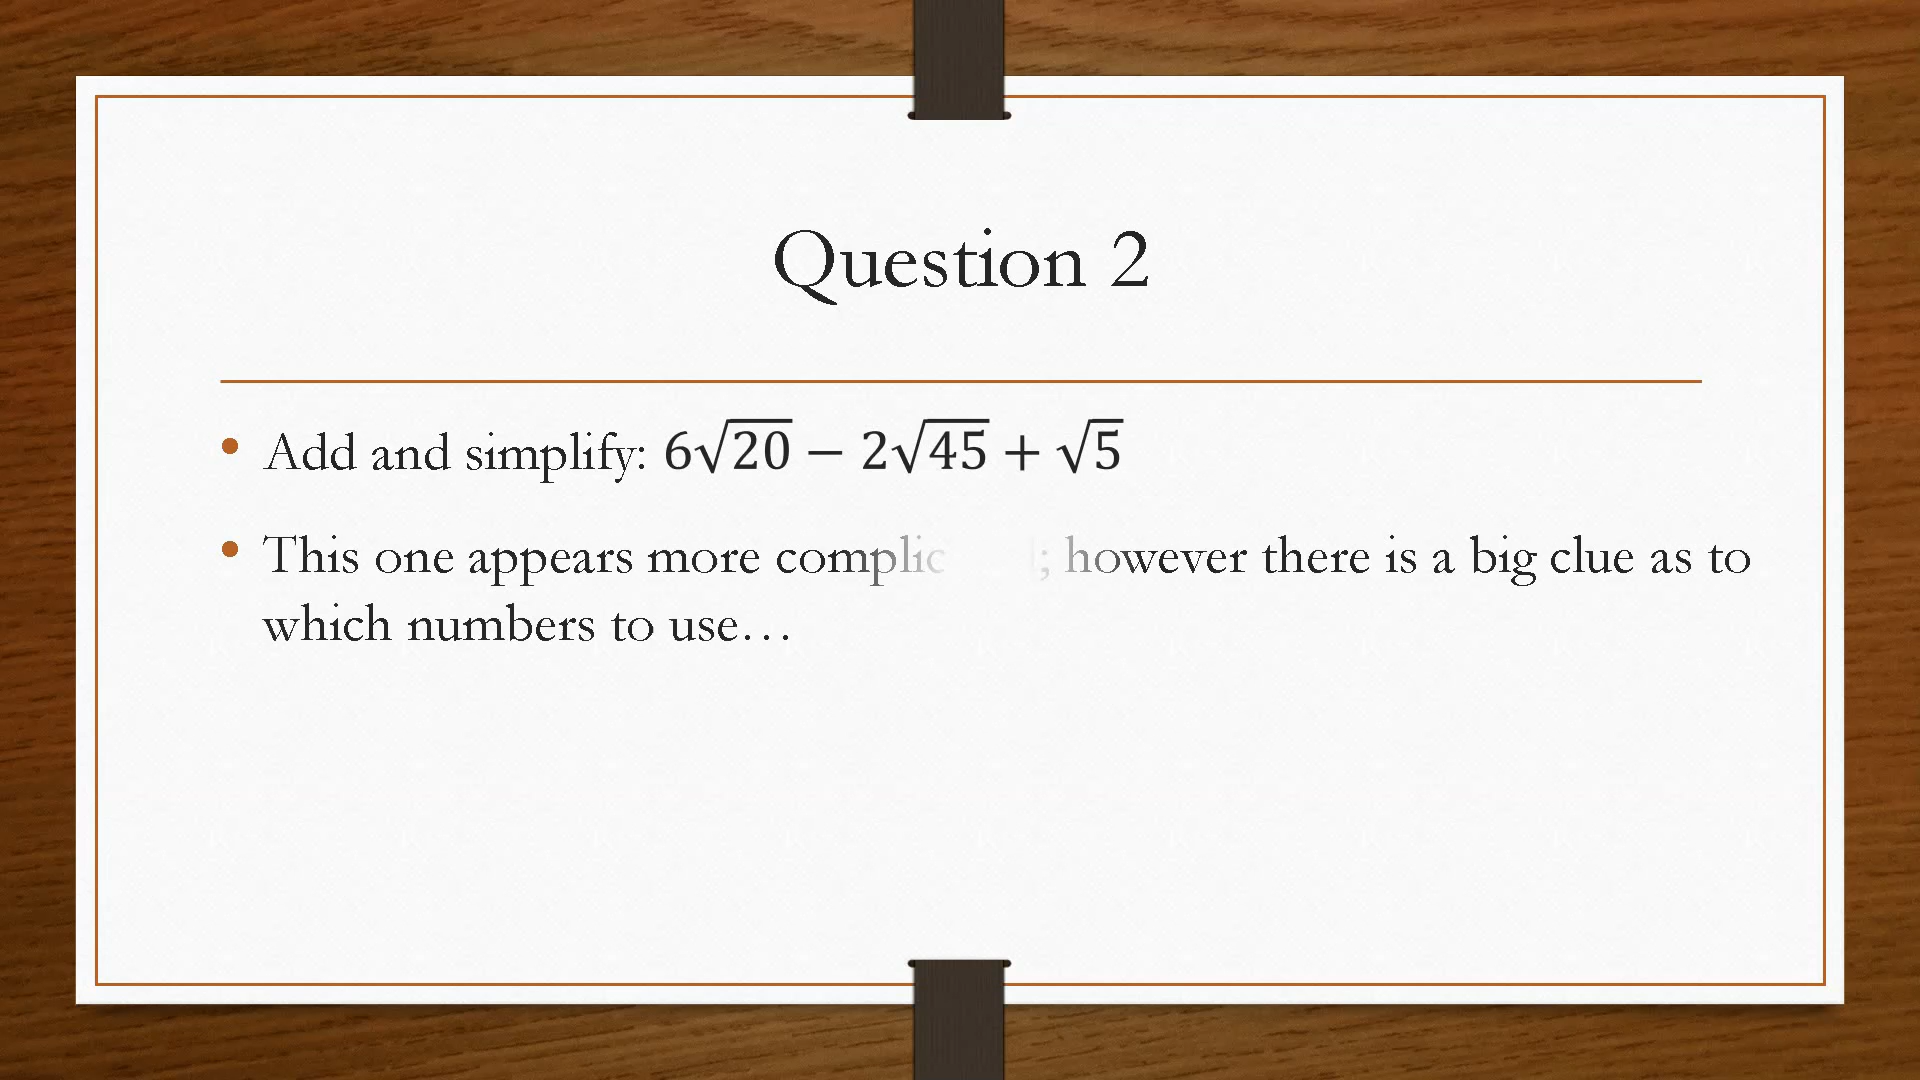 Question 2
• Add and simplify: 6√20 − 2√45 + √5
• This one appears more complic ; however there is a big clue as to
which numbers to use…